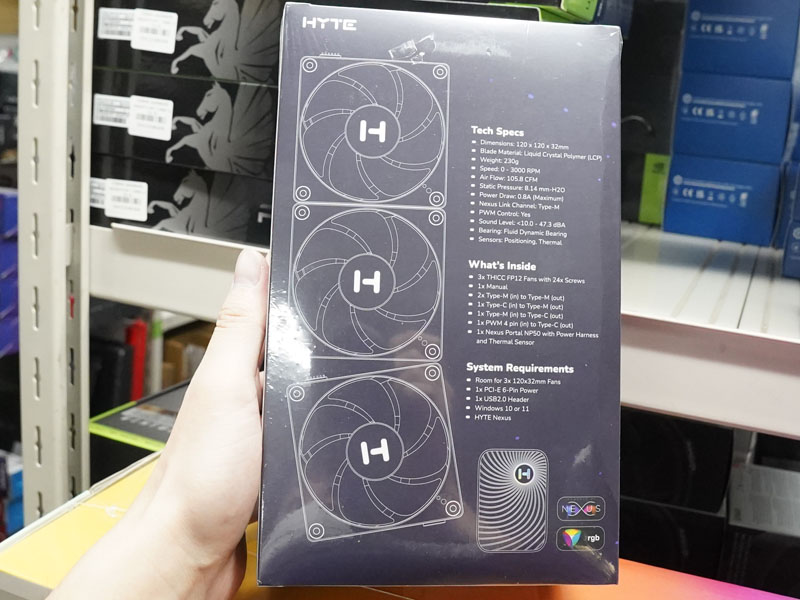 HYTE
Tech Specs
Dimensions: 120 x 120 x 32mm
Blade Material: Liquid Crystal Polymer (LCP)
Weight: 230g
Speed: 0 - 3000 RPM
Air Flow: 105.8 CFM
Static Pressure: 8.14 mm-H2O
Power Draw: 0.8A (Maximum)
Nexus Link Channel: Type-M
PWM Control: Yes
Sound Level: <10.0 - 47.3 dBA
Bearing: Fluid Dynamic Bearing
Sensors: Positioning, Thermal
What's Inside
3x THICC FP12 Fans with 24x Screws
1x Manual
2x Type-M (in) to Type-M (out)
1x Type-C (in) to Type-M (out)
1x Type-M (in) to Type-C (out)
1x PWM 4 pin (in) to Type-C (out)
1x Nexus Portal NP50 with Power Harness
and Thermal Sensor
System Requirements
Room for 3x 120x32mm Fans
1x PCI-E 6-Pin Power
1x USB2.0 Header
Windows 10 or 11
HYTE Nexus
NEXUS
rgb